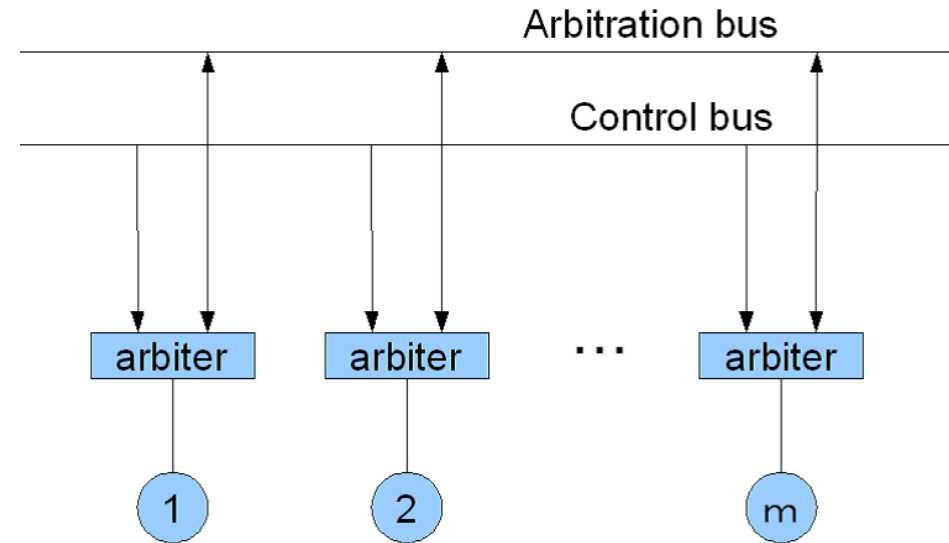 Arbitration bus
Control bus
arbiter arbiter ... arbiter
1 2 m